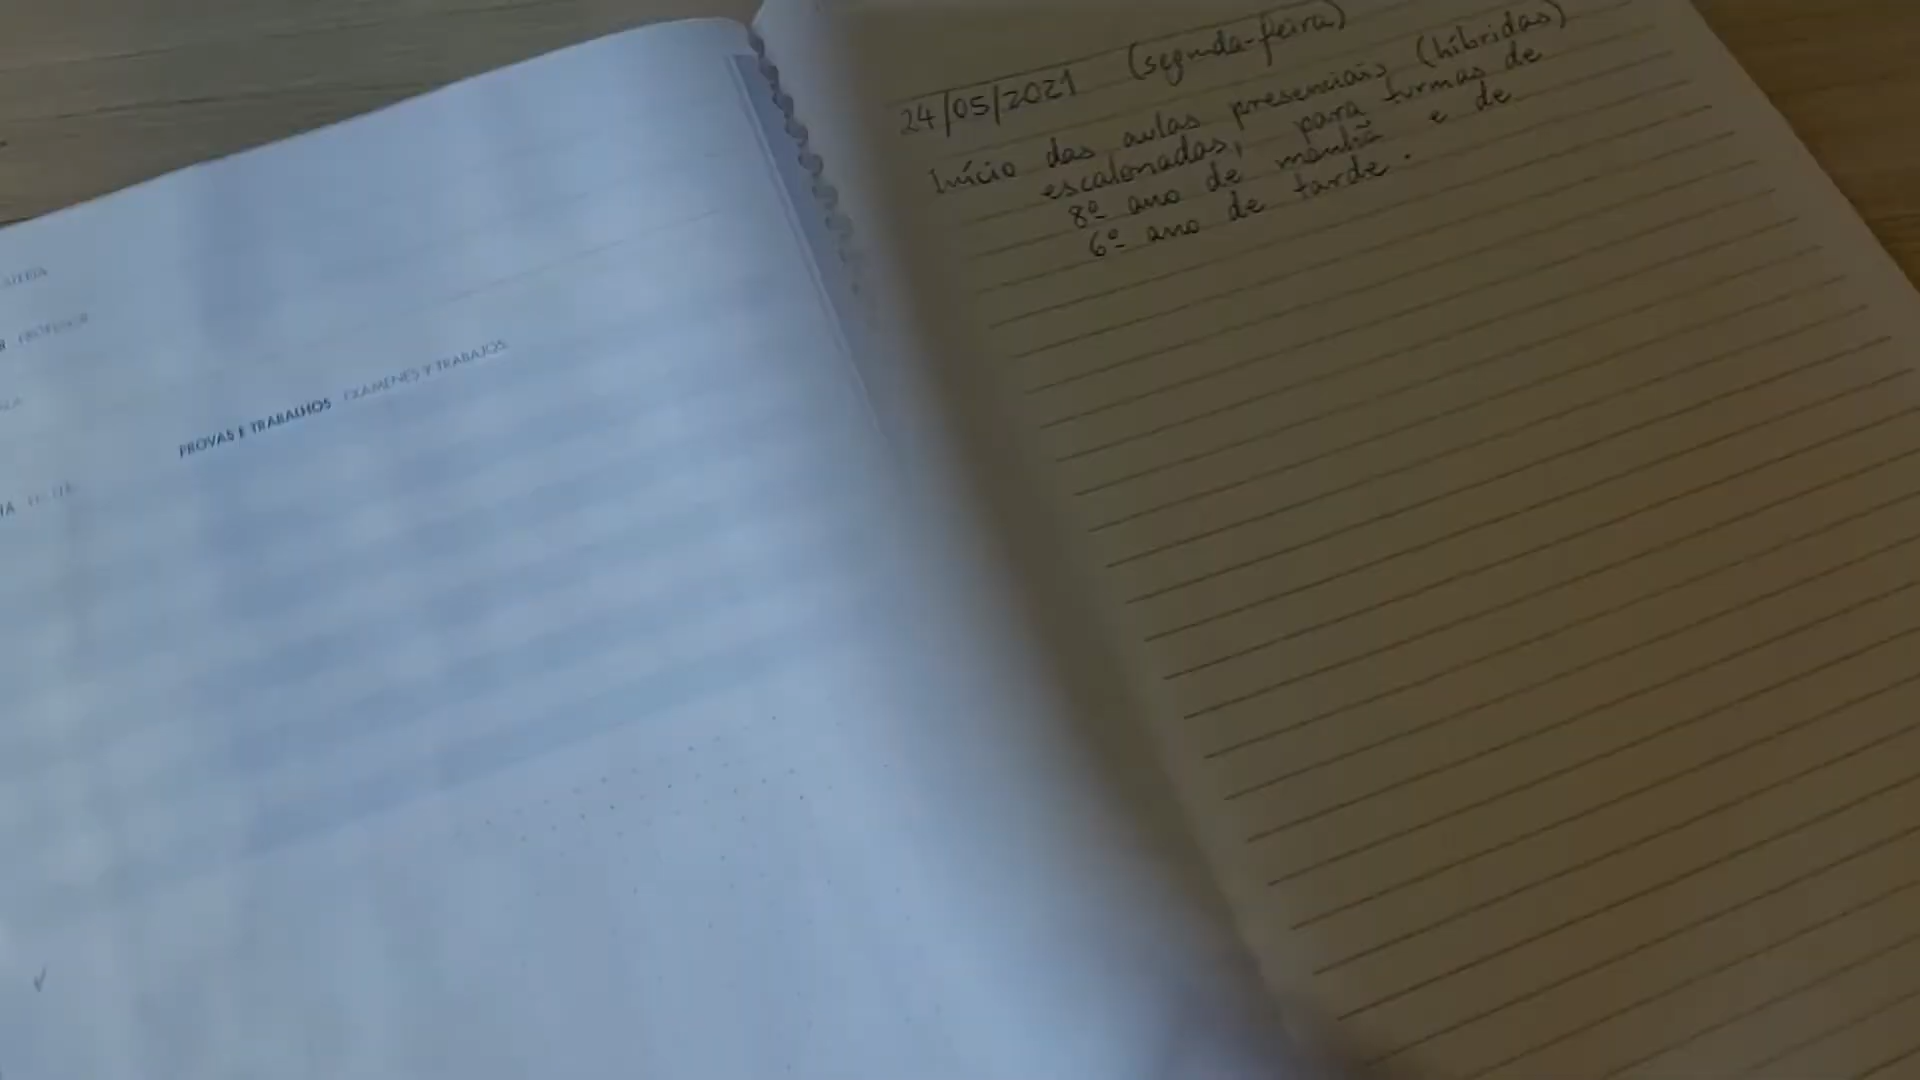 PROFESOR
PROVAS E TRABALHOS EXÁMENES Y TRABAJOS
24/05/2021 (segunda-feira)
Início das aulas presenciais (híbridas)
escalonadas, para turmas de
8º ano de manhã e de
6º ano de tarde.